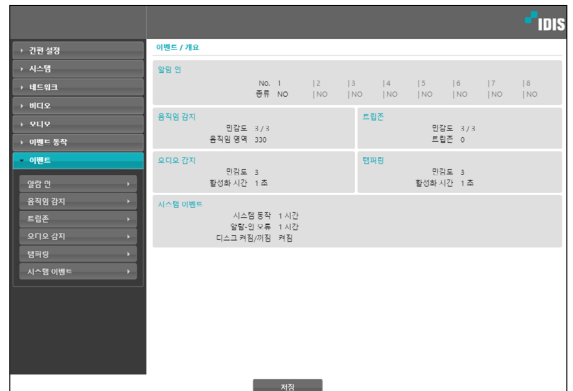 IDIS
간편 설정
시스템
네트워크
비디오
오디오
이벤트 동작
이벤트
알람 인
움직임 감지
트립존
오디오 감지
탬퍼링
시스템 이벤트
이벤트 / 개요
알람 인
No. 1 |2 |3 |4 |5 |6 |7 |8
종류 NO |NO |NO |NO |NO |NO |NO |NO
움직임 감지
민감도 3 / 3
움직임 영역 330
트립존
민감도 3 / 3
트립존 0
오디오 감지
민감도 3
활성화 시간 1 초
탬퍼링
민감도 3
활성화 시간 1 초
시스템 이벤트
시스템 동작 1 시간
알람-인 오류 1 시간
디스크 켜짐/꺼짐 켜짐
저장